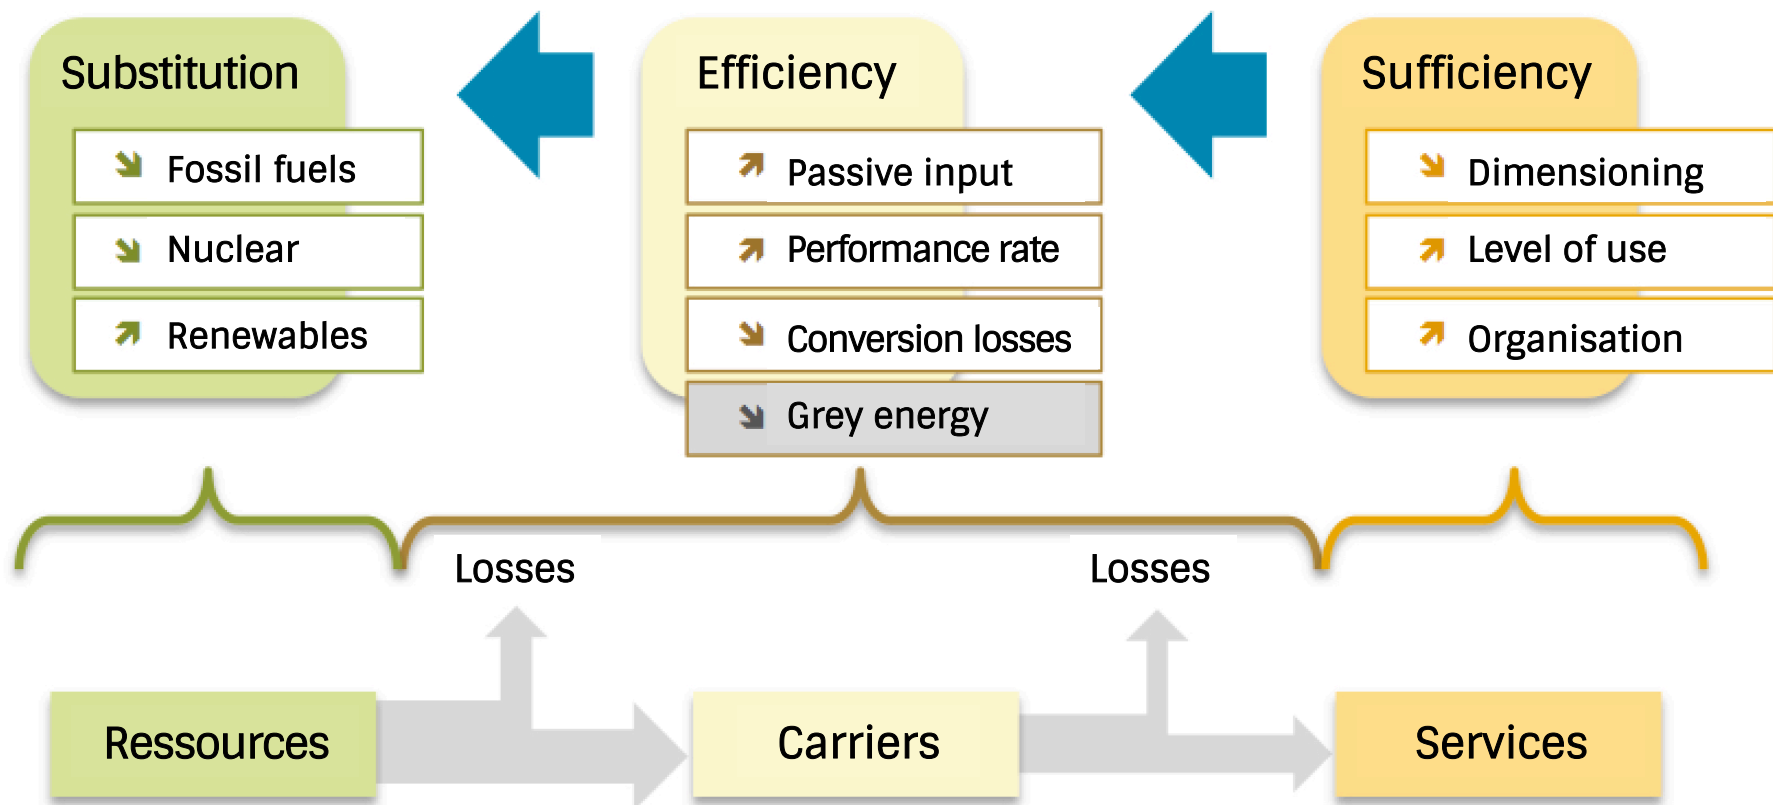 Substitution
Fossil fuels
Nuclear
Renewables
Efficiency
Passive input
Performance rate
Conversion losses
Grey energy
Sufficiency
Dimensioning
Level of use
Organisation
Losses
Losses
Ressources
Carriers
Services